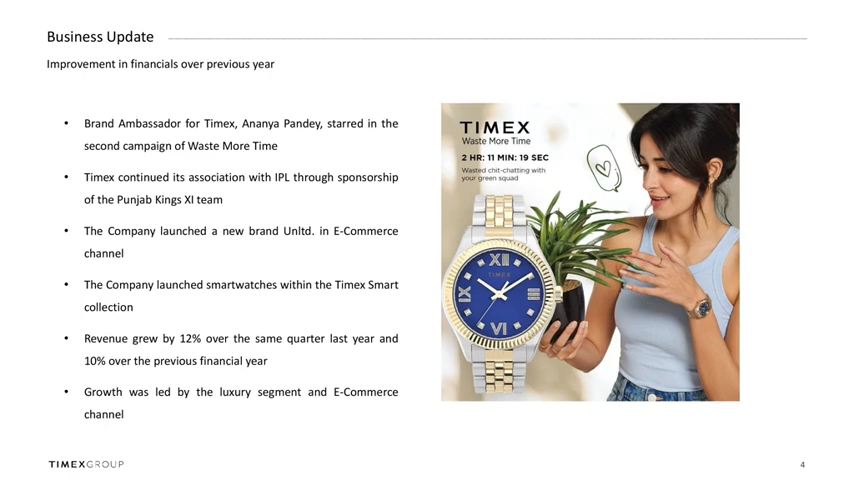 Business Update
Improvement in financials over previous year
• Brand Ambassador for Timex, Ananya Pandey, starred in the
second campaign of Waste More Time
• Timex continued its association with IPL through sponsorship
of the Punjab Kings XI team
• The Company launched a new brand Unltd. in E-Commerce
channel
• The Company launched smartwatches within the Timex Smart
collection
• Revenue grew by 12% over the same quarter last year and
10% over the previous financial year
• Growth was led by the luxury segment and E-Commerce
channel
TIMEX
Waste More Time
2 HR: 11 MIN: 19 SEC
Wasted chit-chatting with
your green squad
XII
TIMEX
IX
III
VI
TIMEXGROUP
4